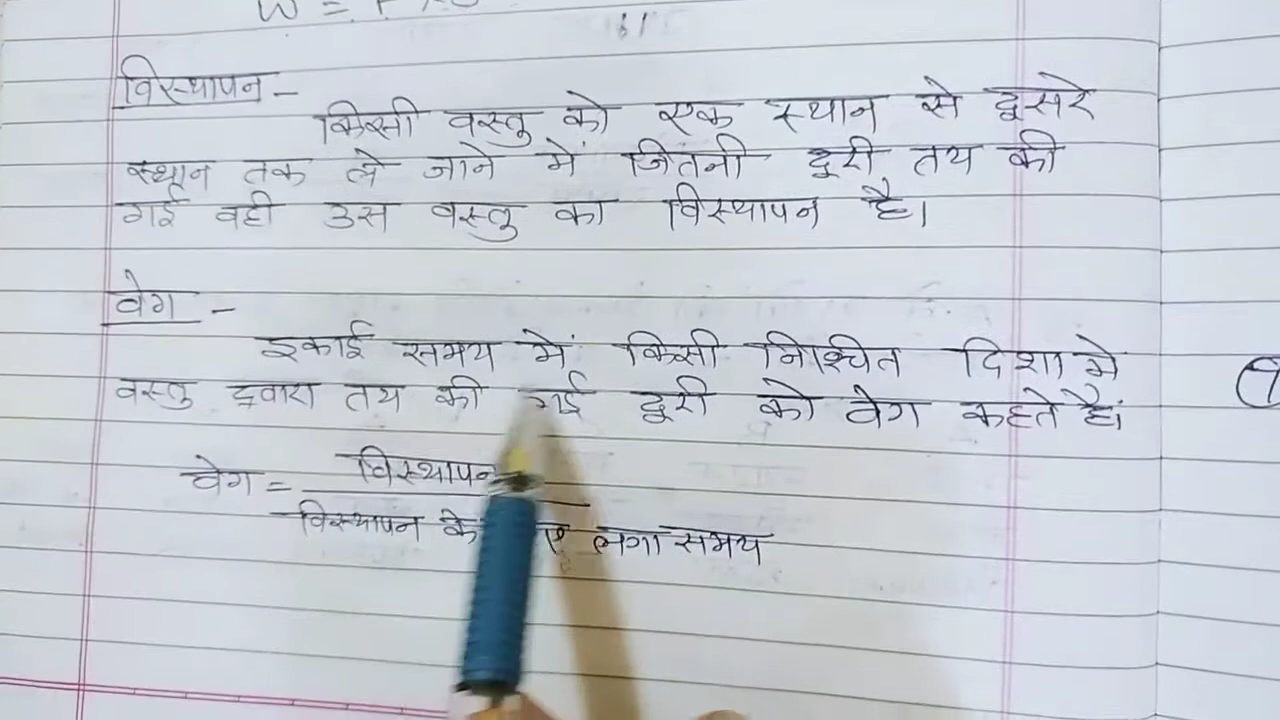 विस्थापन -
किसी वस्तु को एक स्थान से दूसरे
स्थान तक ले जाने में जितनी दूरी तय की
गई वही उस वस्तु का विस्थापन है।
वेग -
इकाई समय में किसी निश्चित दिशा मे
वस्तु द्वारा तय की गई दूरी को वेग कहते हैं।
वेग = विस्थापन
विस्थापन के लगा समय